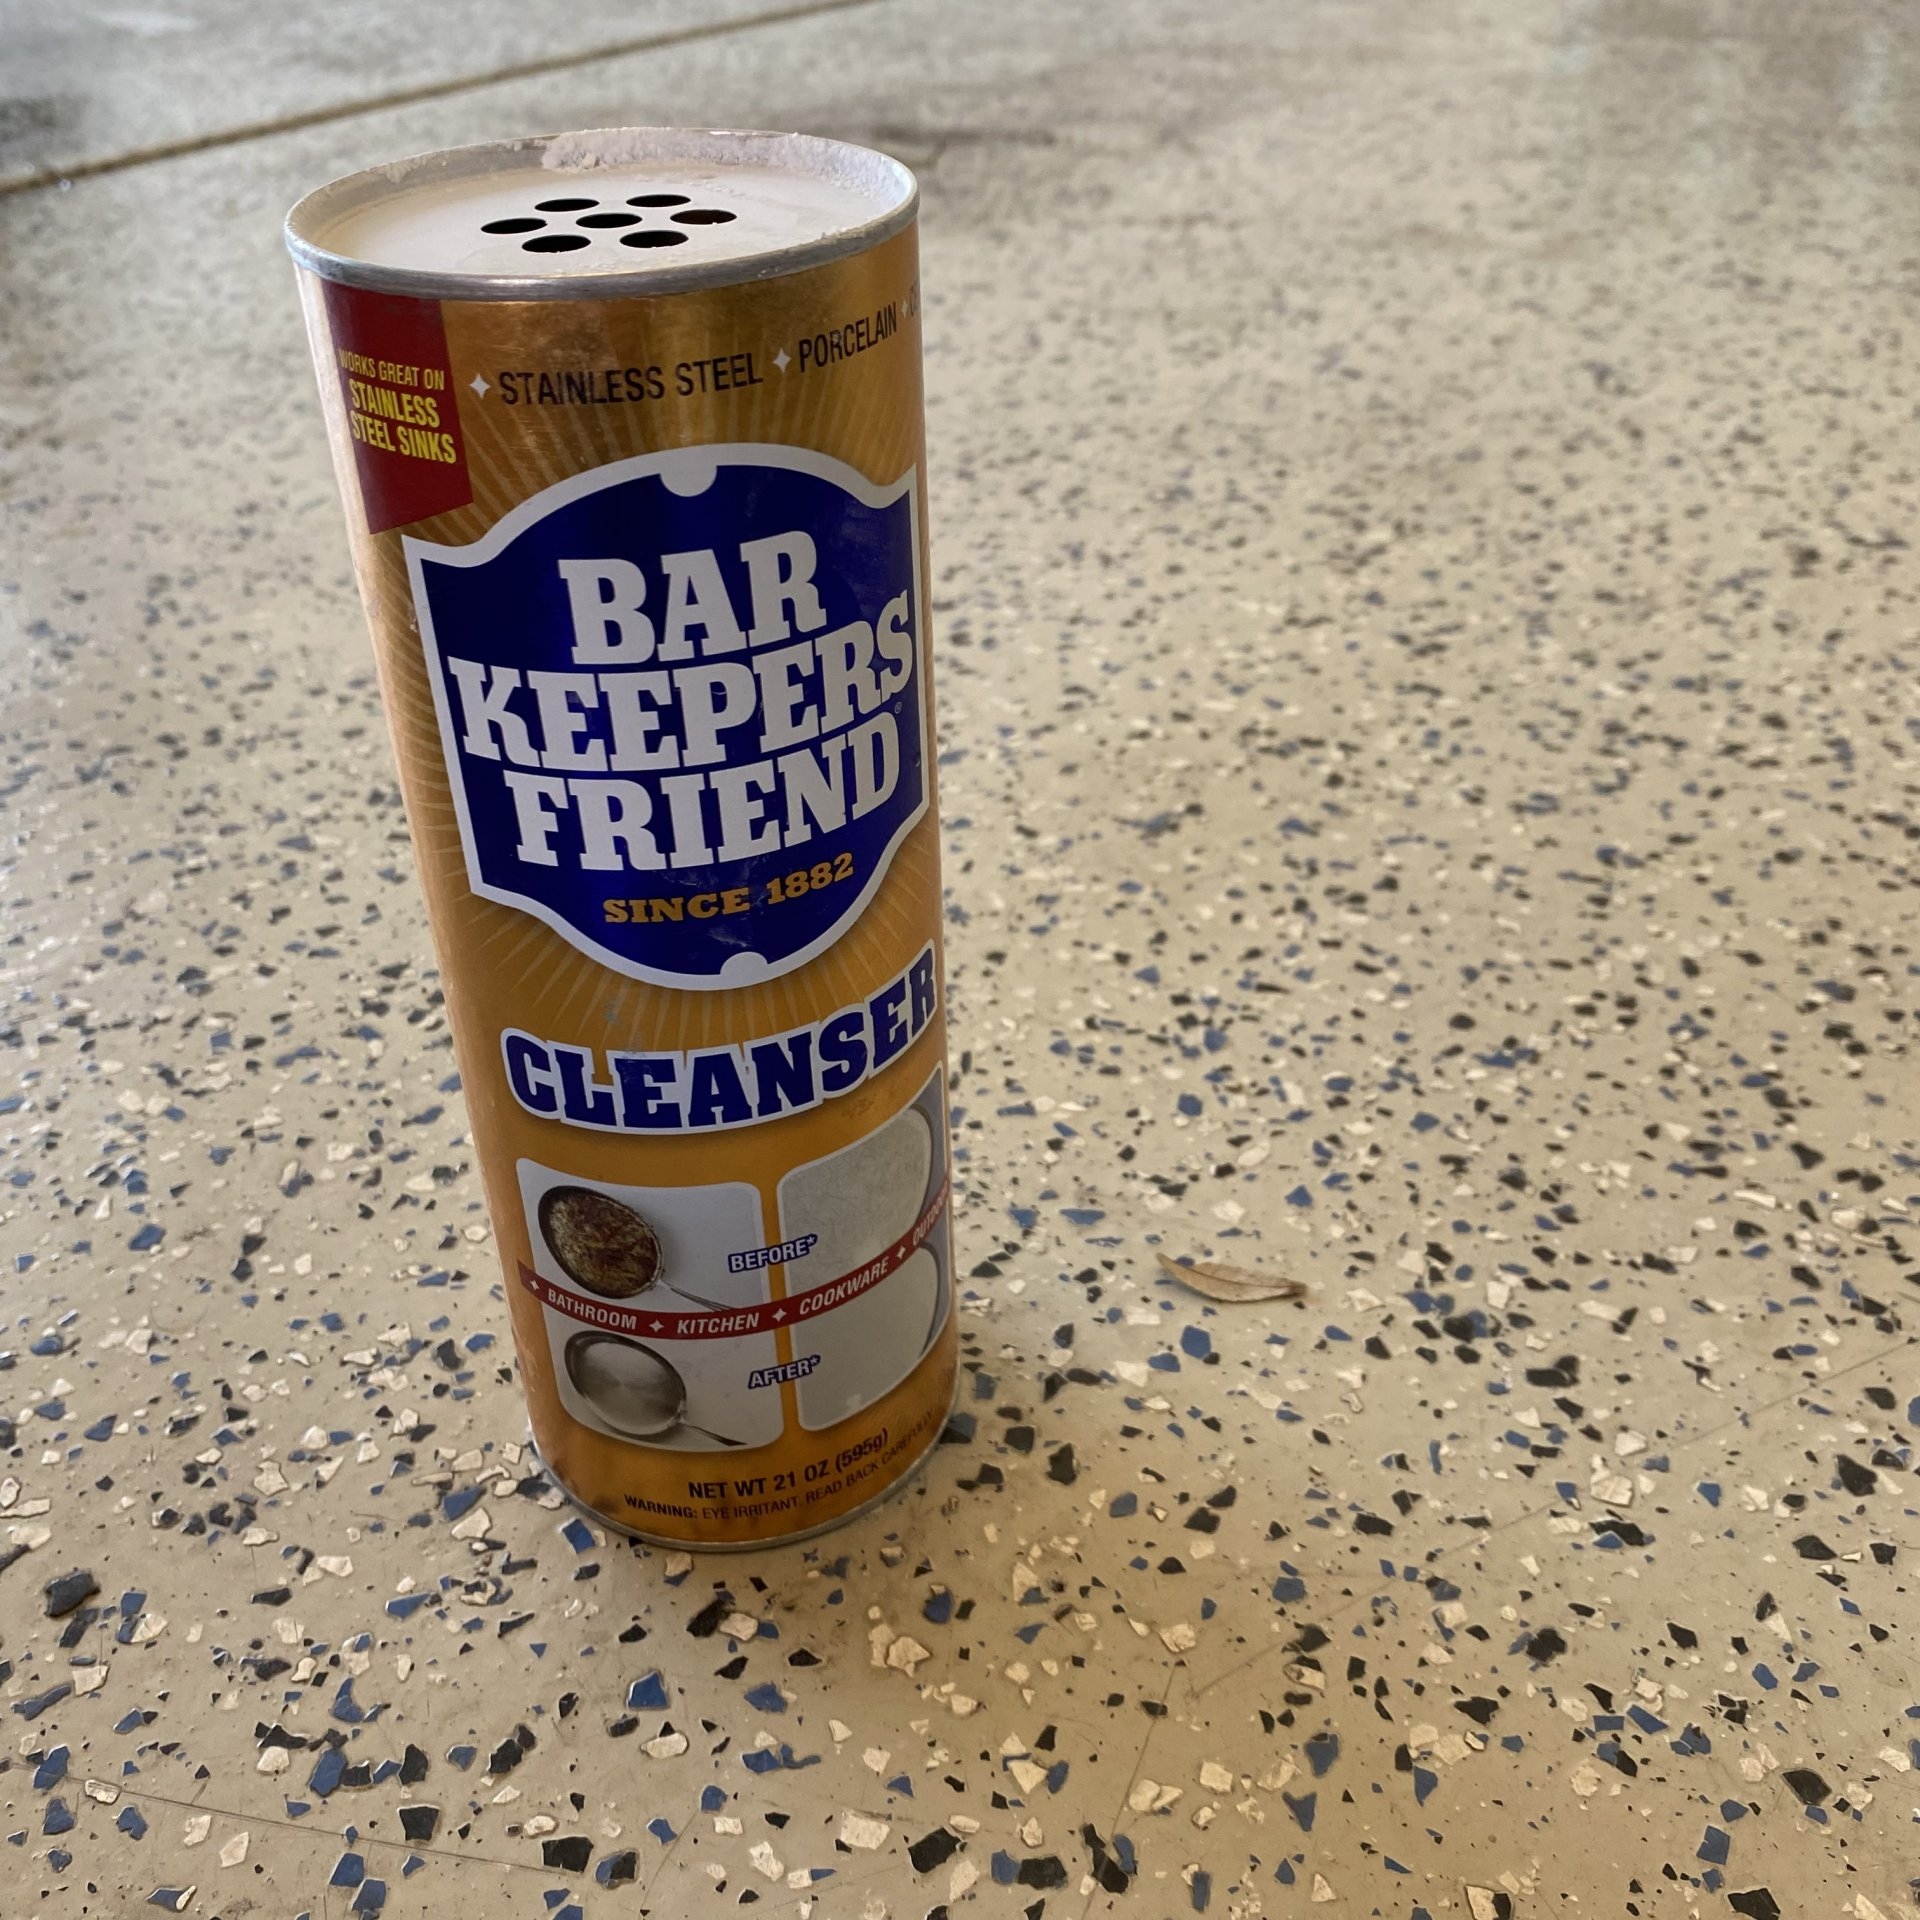 WORKS GREAT ON
STAINLESS
STEEL SINKS
✦ STAINLESS STEEL ✦ PORCELAIN ✦
BAR
KEEPERS
FRIEND®
SINCE 1882
CLEANSER
BEFORE*
✦ BATHROOM ✦ KITCHEN ✦ COOKWARE ✦
AFTER*
NET WT 21 OZ (595g)
WARNING: EYE IRRITANT. READ BACK CAREFULLY